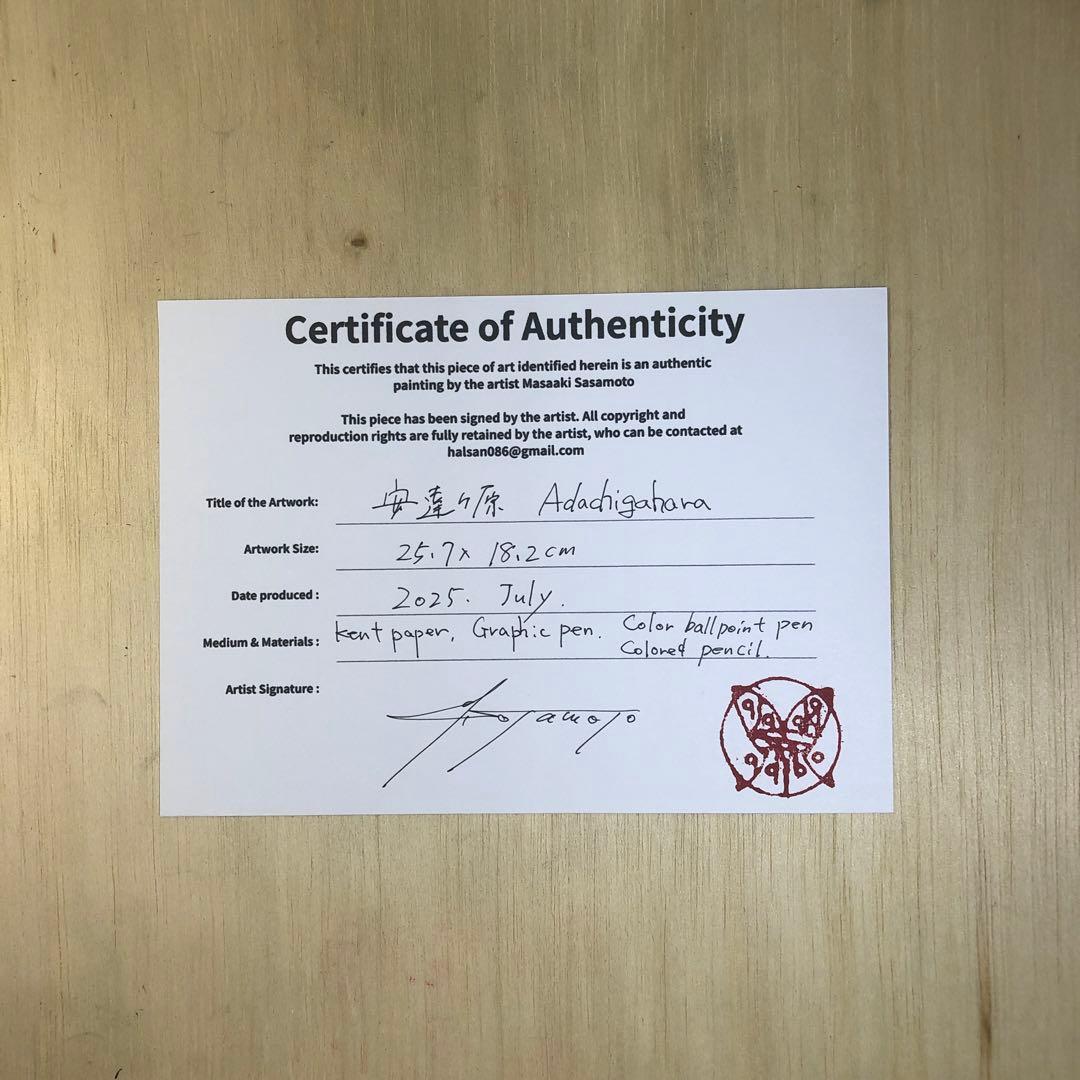 Certificate of Authenticity
This certifies that this piece of art identified herein is an authentic
painting by the artist Masaaki Sasamoto
This piece has been signed by the artist. All copyright and
reproduction rights are fully retained by the artist, who can be contacted at
halsan086@gmail.com
Title of the Artwork: 安達ヶ原 Adachigahara
Artwork Size: 25.7 x 18.2 cm
Date produced : 2025. July.
Medium & Materials : Kent paper, Graphic pen. Color ballpoint pen
Colored pencil.
Artist Signature :